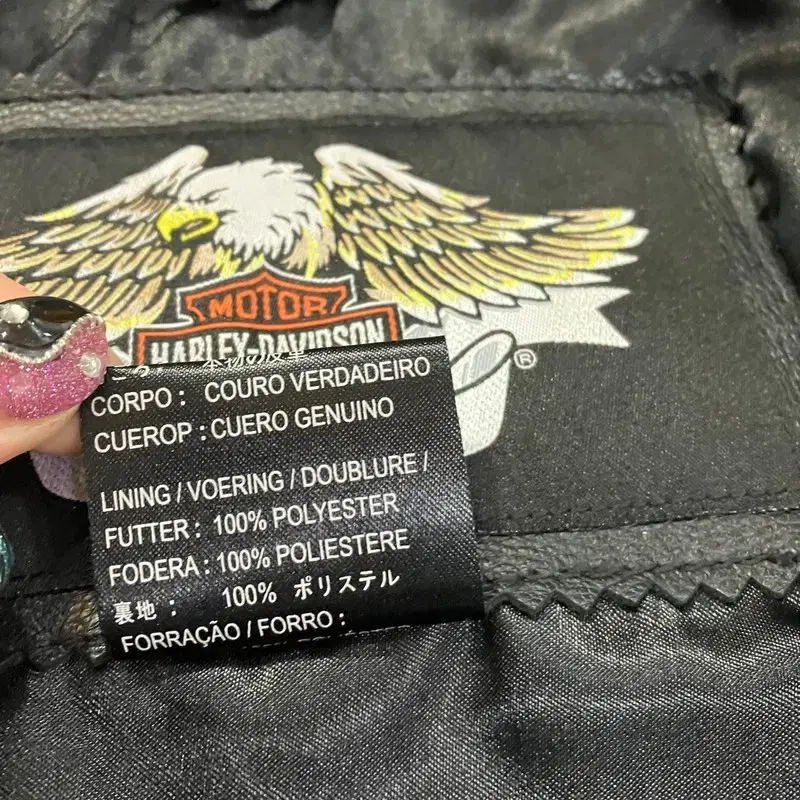 MOTOR
HARLEY-DAVIDSON
®
CORPO : COURO VERDADEIRO
CUEROP : CUERO GENUINO
LINING / VOERING / DOUBLURE /
FUTTER : 100% POLYESTER
FODERA : 100% POLIESTERE
裏地 : 100% ポリステル
FORRAÇÃO / FORRO :